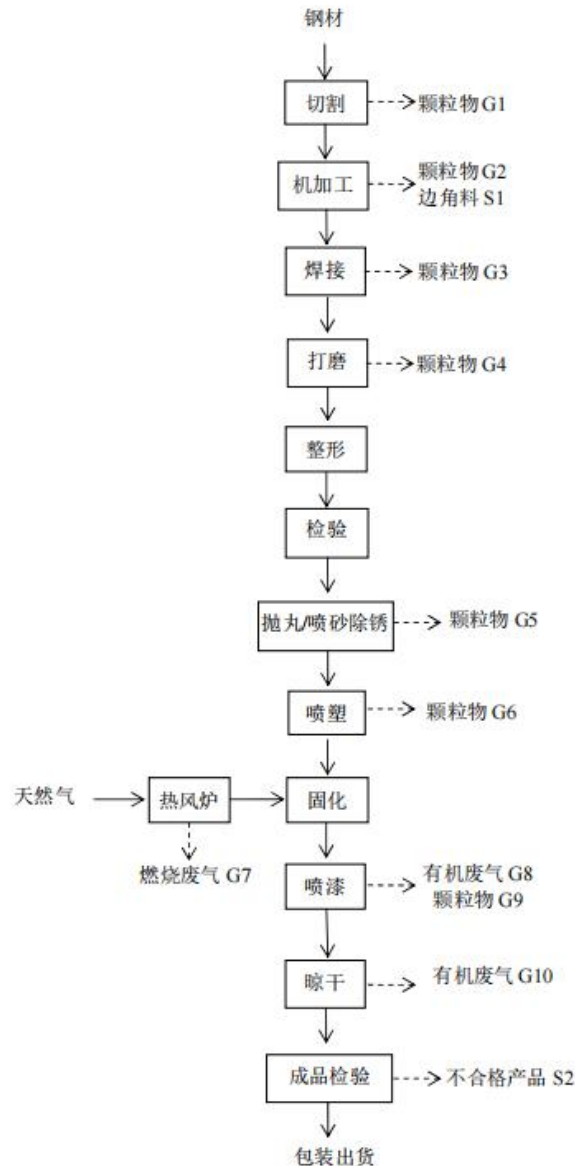 钢材
切割
颗粒物 G1
机加工
颗粒物 G2
边角料 S1
焊接
颗粒物 G3
打磨
颗粒物 G4
整形
检验
抛丸/喷砂除锈
颗粒物 G5
喷塑
颗粒物 G6
天然气
热风炉
固化
燃烧废气 G7
喷漆
有机废气 G8
颗粒物 G9
晾干
有机废气 G10
成品检验
不合格产品 S2
包装出货